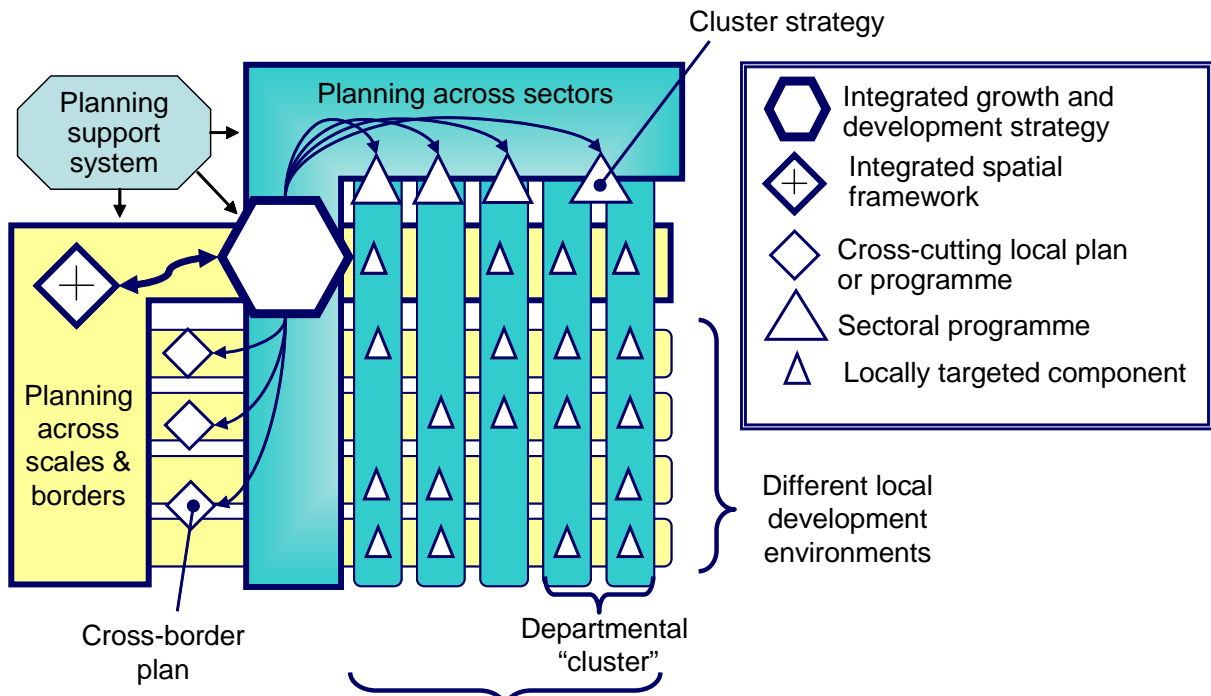 Cluster strategy
Planning
support
system
Planning across sectors
Integrated growth and
development strategy
Integrated spatial
framework
Cross-cutting local plan
or programme
Sectoral programme
Locally targeted component
Planning
across
scales &
borders
Different local
development
environments
Cross-border
plan
Departmental
“cluster”